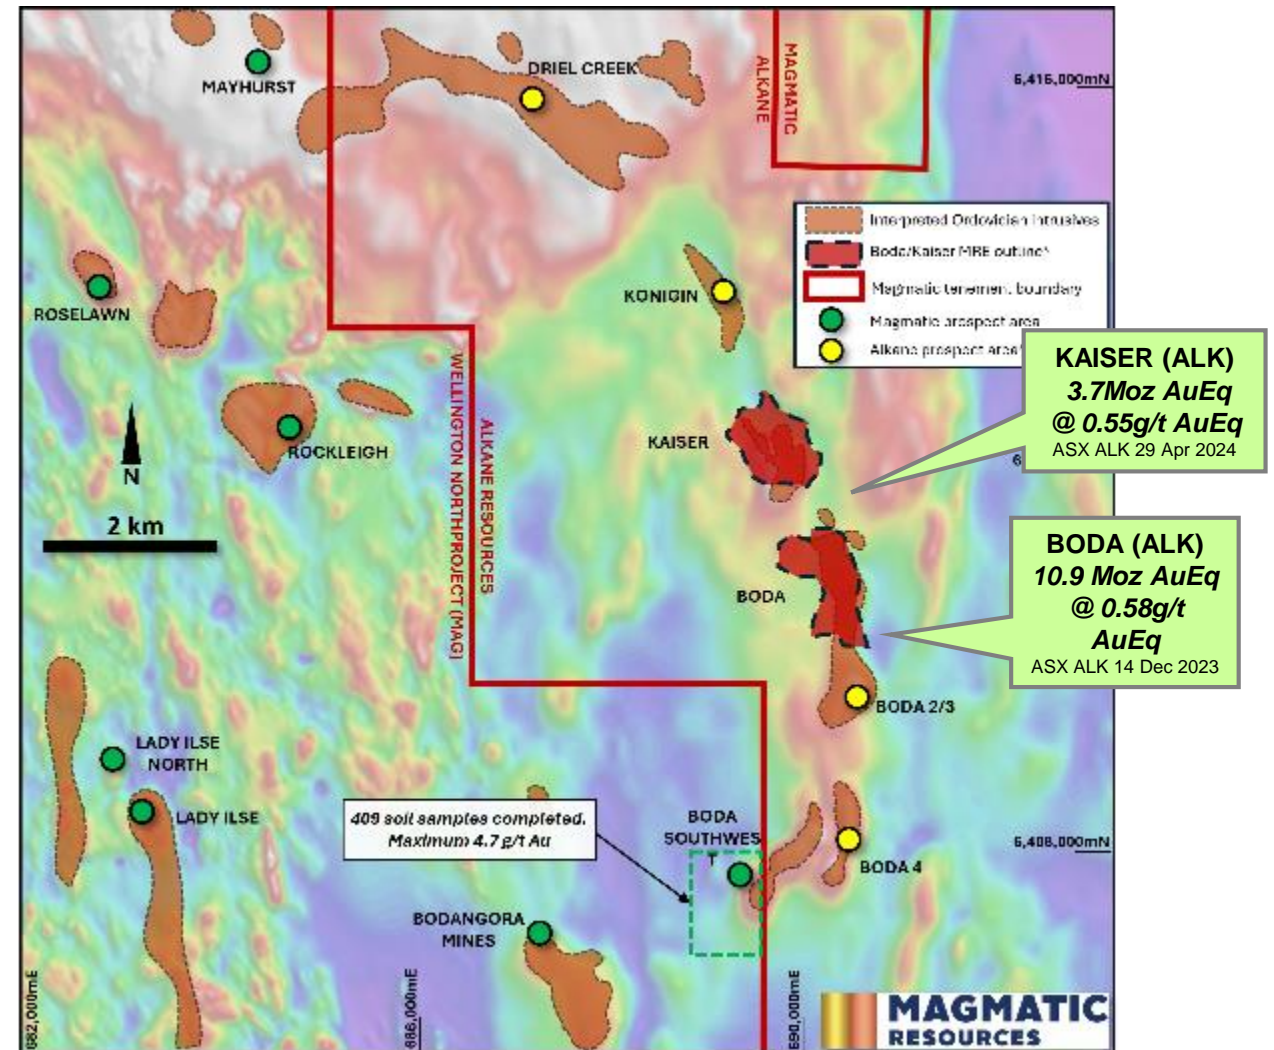 MAYHURST
DRIEL CREEK
MAGMATIC
ALKANE
6,416,000mN
Interpreted Ordovician intrusives
Boda/Kaiser MRE outline^
Magmatic tenement boundary
Magmatic prospect area
Alkane prospect area
ROSELAWN
KONIGIN
KAISER (ALK)
3.7Moz AuEq
@ 0.55g/t AuEq
ASX ALK 29 Apr 2024
KAISER
ROCKLEIGH
N
2 km
ALKANE RESOURCES
WELLINGTON NORTHPROJECT (MAG)
BODA (ALK)
10.9 Moz AuEq
@ 0.58g/t
AuEq
ASX ALK 14 Dec 2023
BODA
BODA 2/3
LADY ILSE
NORTH
LADY ILSE
409 soil samples completed.
Maximum 4.7 g/t Au
BODA
SOUTHWES
T
6,408,000mN
BODA 4
BODANGORA
MINES
682,000mE
686,000mE
690,000mE
MAGMATIC
RESOURCES